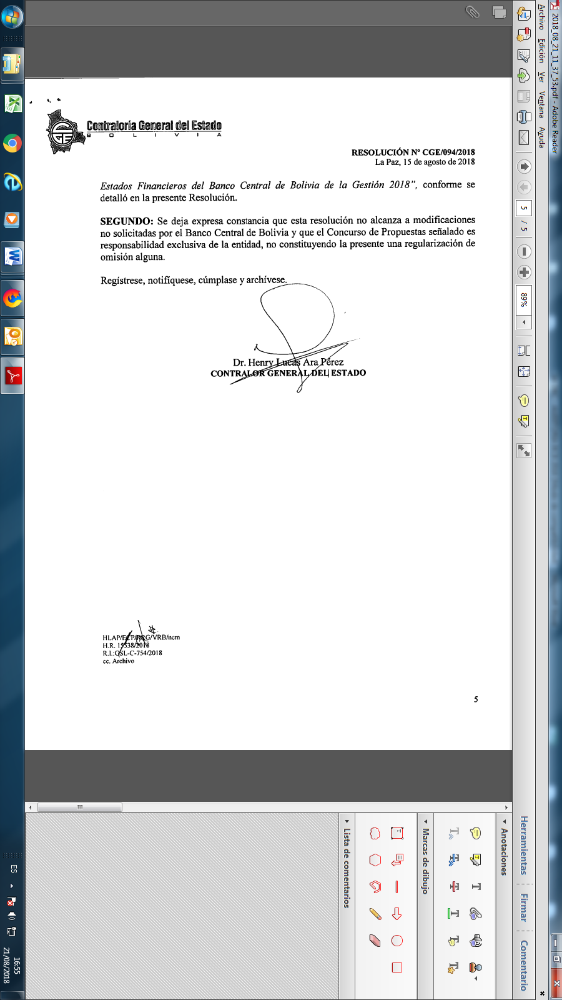 2018_08_21_11_37_53.pdf - Adobe Reader
Archivo Edición Ver Ventana Ayuda
5 / 5
89%
Herramientas Firmar Comentario
Contraloría General del Estado
BOLIVIA
RESOLUCIÓN Nº CGE/094/2018
La Paz, 15 de agosto de 2018
Estados Financieros del Banco Central de Bolivia de la Gestión 2018”, conforme se
detalló en la presente Resolución.
SEGUNDO: Se deja expresa constancia que esta resolución no alcanza a modificaciones
no solicitadas por el Banco Central de Bolivia y que el Concurso de Propuestas señalado es
responsabilidad exclusiva de la entidad, no constituyendo la presente una regularización de
omisión alguna.
Regístrese, notifíquese, cúmplase y archívese.
Dr. Henry Lucas Ara Pérez
CONTRALOR GENERAL DEL ESTADO
HLAP/ECP/RRG/VRB/ncm
H.R. 15538/2018
R.I.:GSL-C-754/2018
cc. Archivo
5
Anotaciones
Marcas de dibujo
Lista de comentarios
ES
16:55
21/08/2018